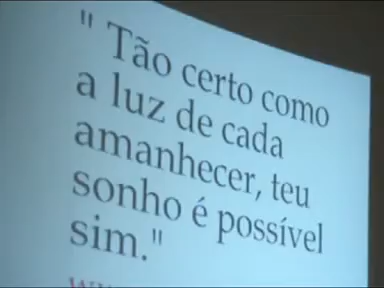 " Tão certo como
a luz de cada
amanhecer, teu
sonho é possível
sim."